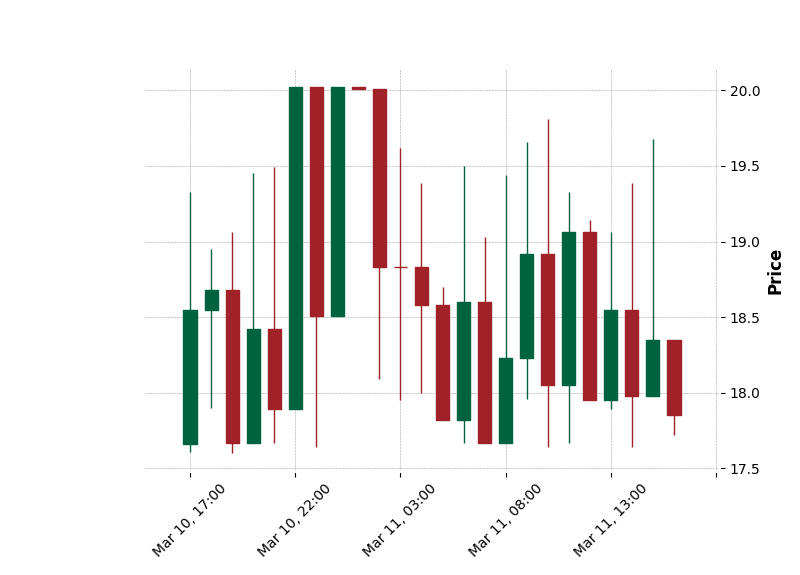 20.0
19.5
19.0
18.5
18.0
17.5
Price
Mar 10, 17:00
Mar 10, 22:00
Mar 11, 03:00
Mar 11, 08:00
Mar 11, 13:00